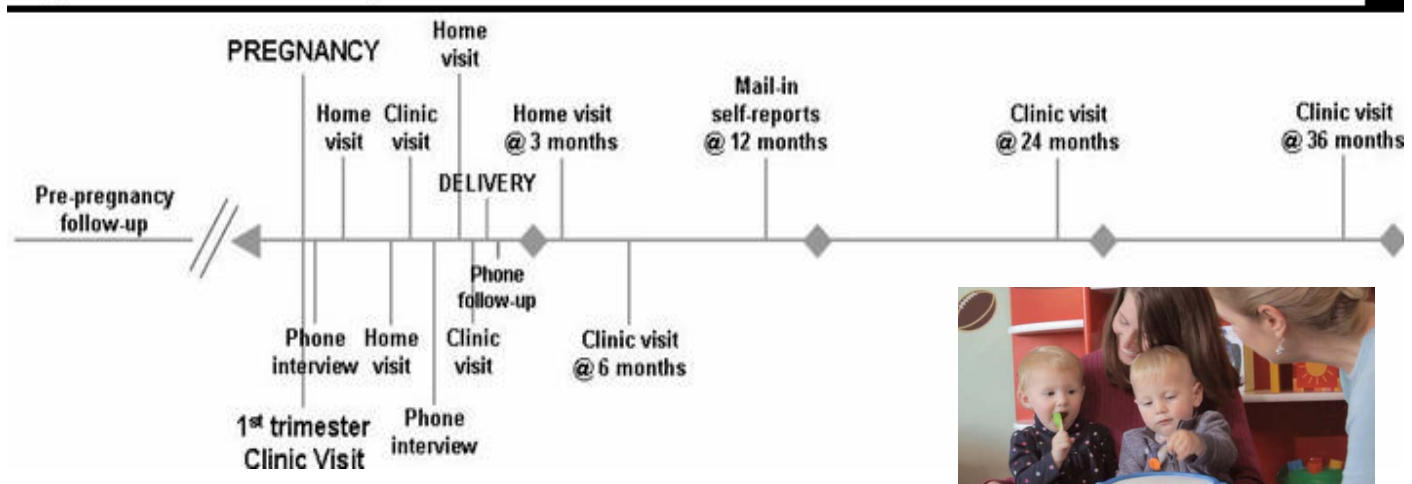 PREGNANCY
Home
visit
Home
visit
Clinic
visit
DELIVERY
Home visit
@ 3 months
Mail-in
self-reports
@ 12 months
Clinic visit
@ 24 months
Clinic visit
@ 36 months
Pre-pregnancy
follow-up
Phone
follow-up
Phone
interview
Home
visit
Clinic
visit
Clinic visit
@ 6 months
1st trimester
Clinic Visit
Phone
interview